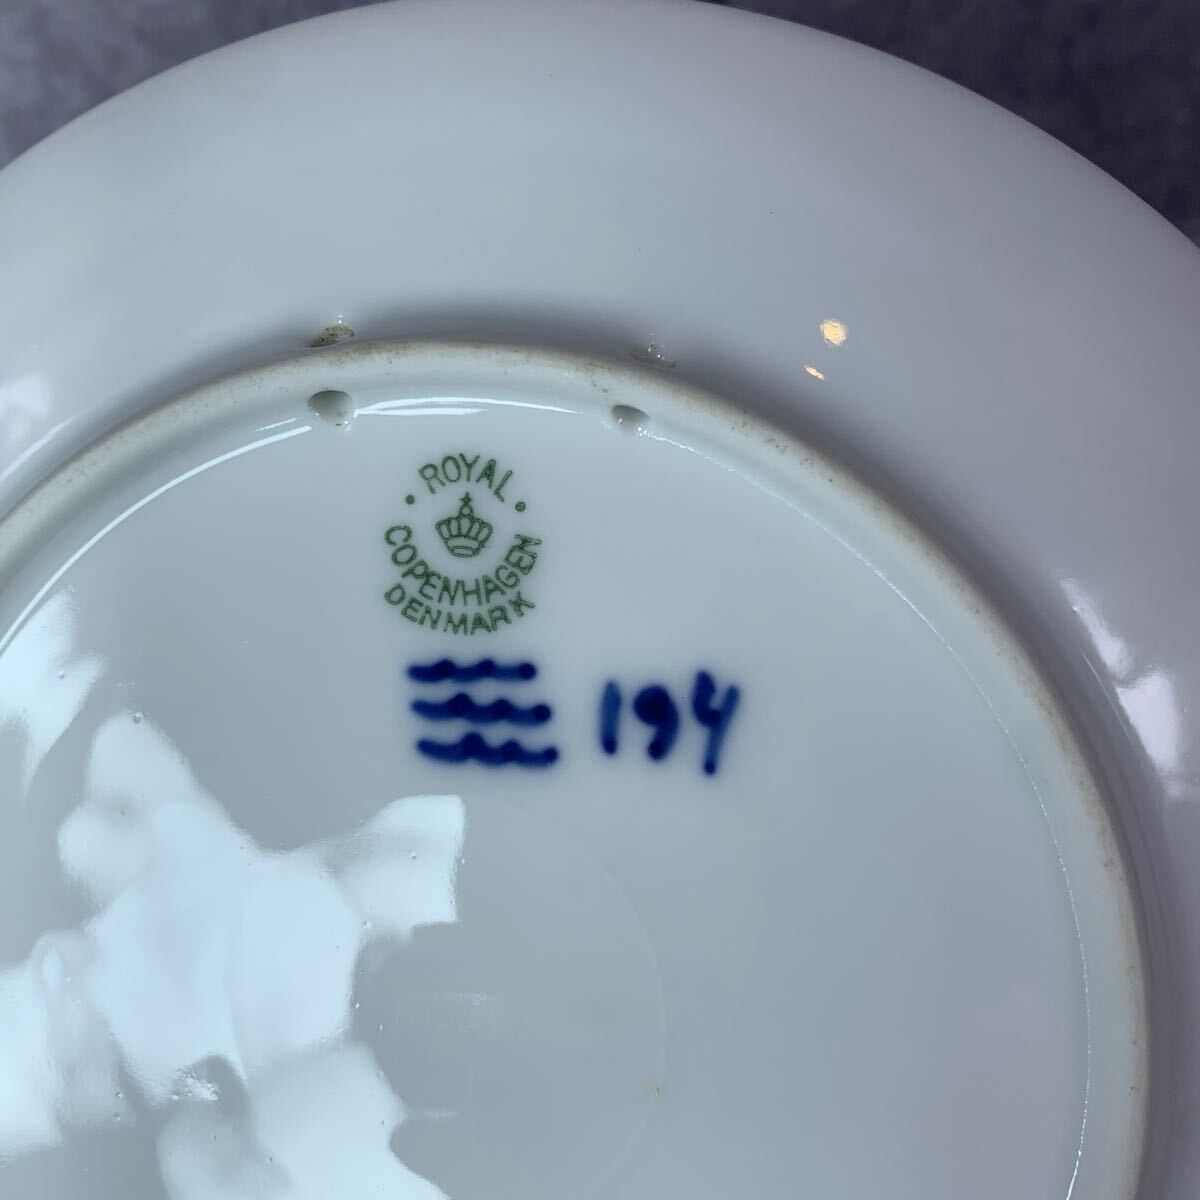 ROYAL
COPENHAGEN
DENMARK
194